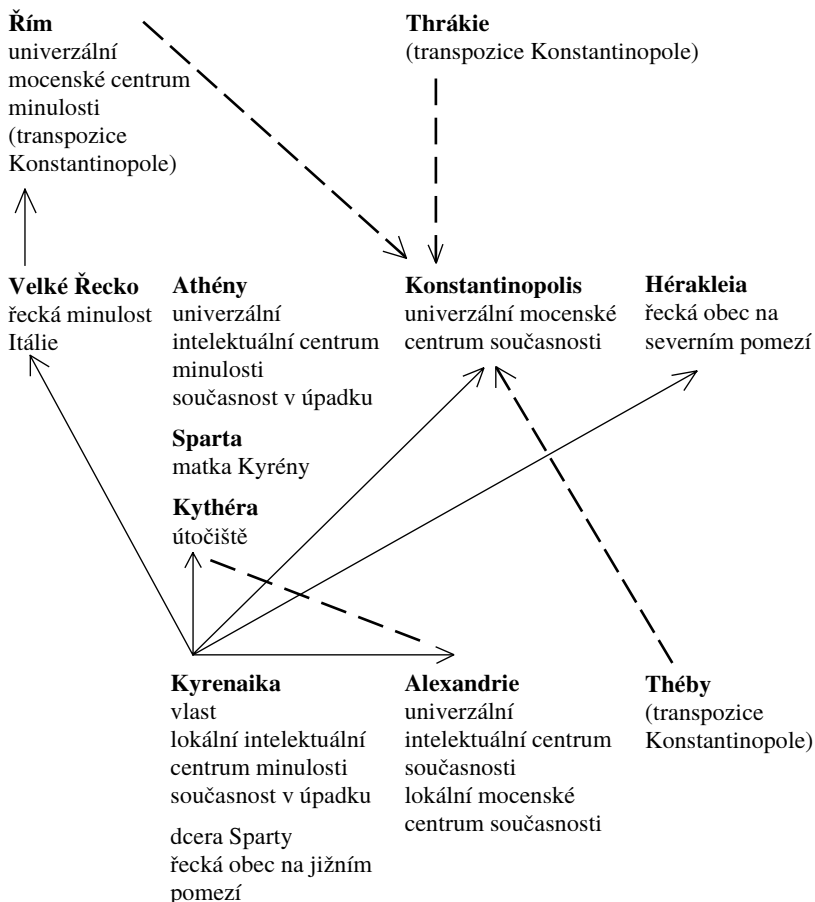 Řím
univerzální
mocenské centrum
minulosti
(transpozice
Konstantinopole)
Thrákie
(transpozice Konstantinopole)
Velké Řecko
řecká minulost
Itálie
Athény
univerzální
intelektuální centrum
minulosti
současnost v úpadku
Sparta
matka Kyrény
Kythéra
útočiště
Konstantinopolis
univerzální mocenské
centrum současnosti
Hérakleia
řecká obec na
severním pomezí
Kyrenaika
vlast
lokální intelektuální
centrum minulosti
současnost v úpadku
dcera Sparty
řecká obec na jižním
pomezí
Alexandrie
univerzální
intelektuální centrum
současnosti
lokální mocenské
centrum současnosti
Théby
(transpozice
Konstantinopole)